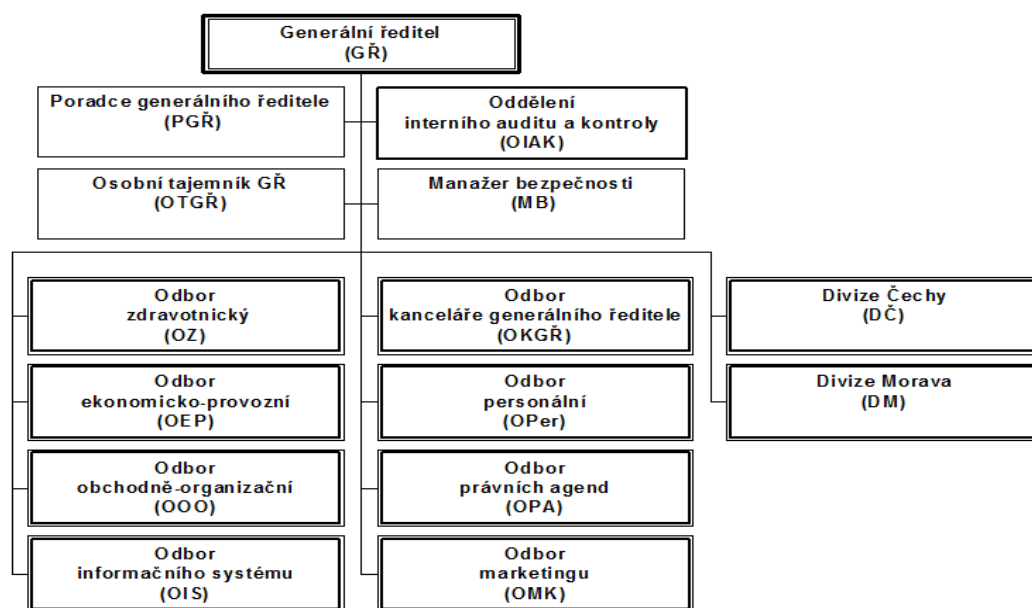 Generální ředitel
(GŘ)
Poradce generálního ředitele
(PGŘ)
Oddělení
interního auditu a kontroly
(OIAK)
Osobní tajemník GŘ
(OTGŘ)
Manažer bezpečnosti
(MB)
Odbor
zdravotnický
(OZ)
Odbor
kanceláře generálního ředitele
(OKGŘ)
Divize Čechy
(DČ)
Odbor
ekonomicko-provozní
(OEP)
Odbor
personální
(OPer)
Divize Morava
(DM)
Odbor
obchodně-organizační
(OOO)
Odbor
právních agend
(OPA)
Odbor
informačního systému
(OIS)
Odbor
marketingu
(OMK)